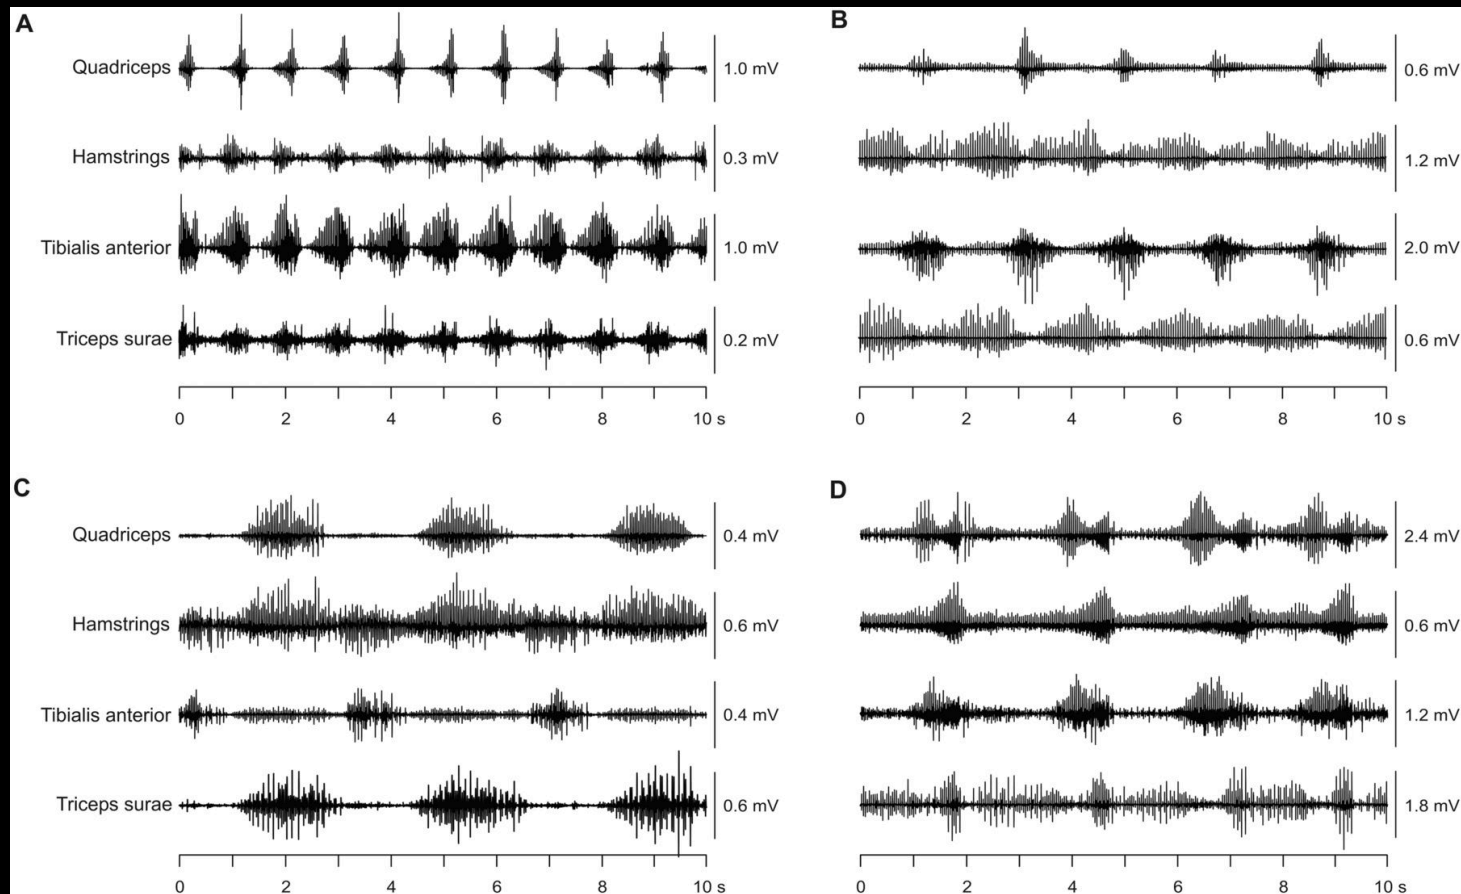 A
B
Quadriceps
1.0 mV
0.6 mV
Hamstrings
0.3 mV
1.2 mV
Tibialis anterior
1.0 mV
2.0 mV
Triceps surae
0.2 mV
0.6 mV
0 2 4 6 8 10 s
0 2 4 6 8 10 s
C
D
Quadriceps
0.4 mV
2.4 mV
Hamstrings
0.6 mV
0.6 mV
Tibialis anterior
0.4 mV
1.2 mV
Triceps surae
0.6 mV
1.8 mV
0 2 4 6 8 10 s
0 2 4 6 8 10 s